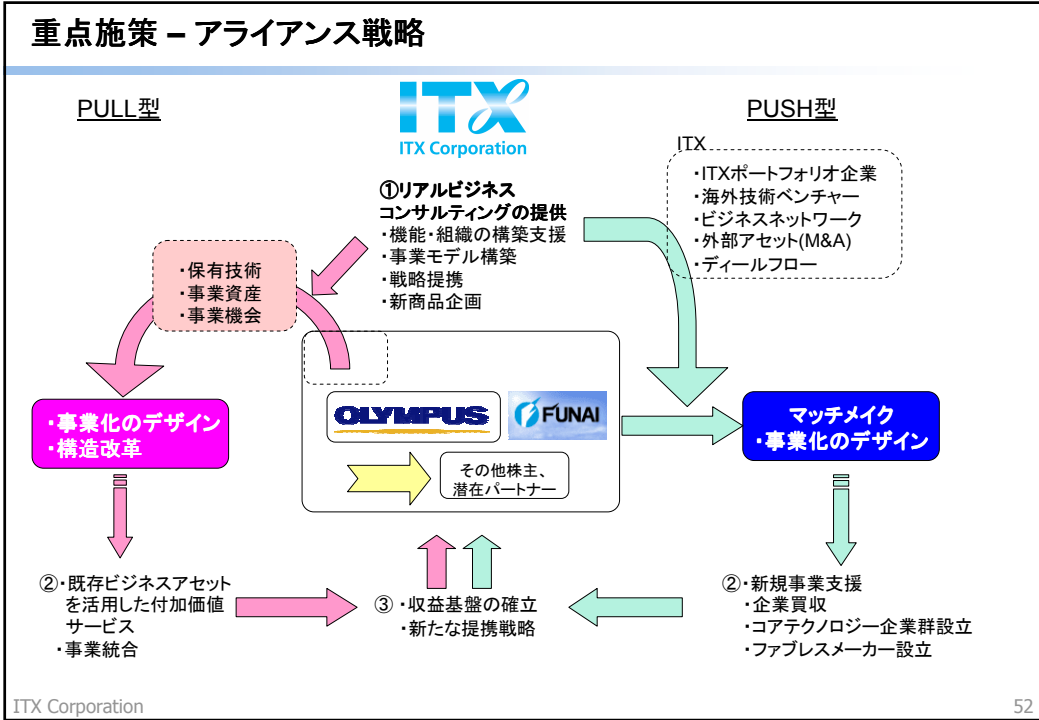 重点施策 – アライアンス戦略
PULL型
ITX
ITX Corporation
PUSH型
ITX
・ITXポートフォリオ企業
・海外技術ベンチャー
・ビジネスネットワーク
・外部アセット(M&A)
・ディールフロー
①リアルビジネス
コンサルティングの提供
・機能・組織の構築支援
・事業モデル構築
・戦略提携
・新商品企画
・保有技術
・事業資産
・事業機会
・事業化のデザイン
・構造改革
OLYMPUS
FUNAI
その他株主、
潜在パートナー
マッチメイク
・事業化のデザイン
②・既存ビジネスアセット
を活用した付加価値
サービス
・事業統合
③ ・収益基盤の確立
・新たな提携戦略
②・新規事業支援
・企業買収
・コアテクノロジー企業群設立
・ファブレスメーカー設立
ITX Corporation
52